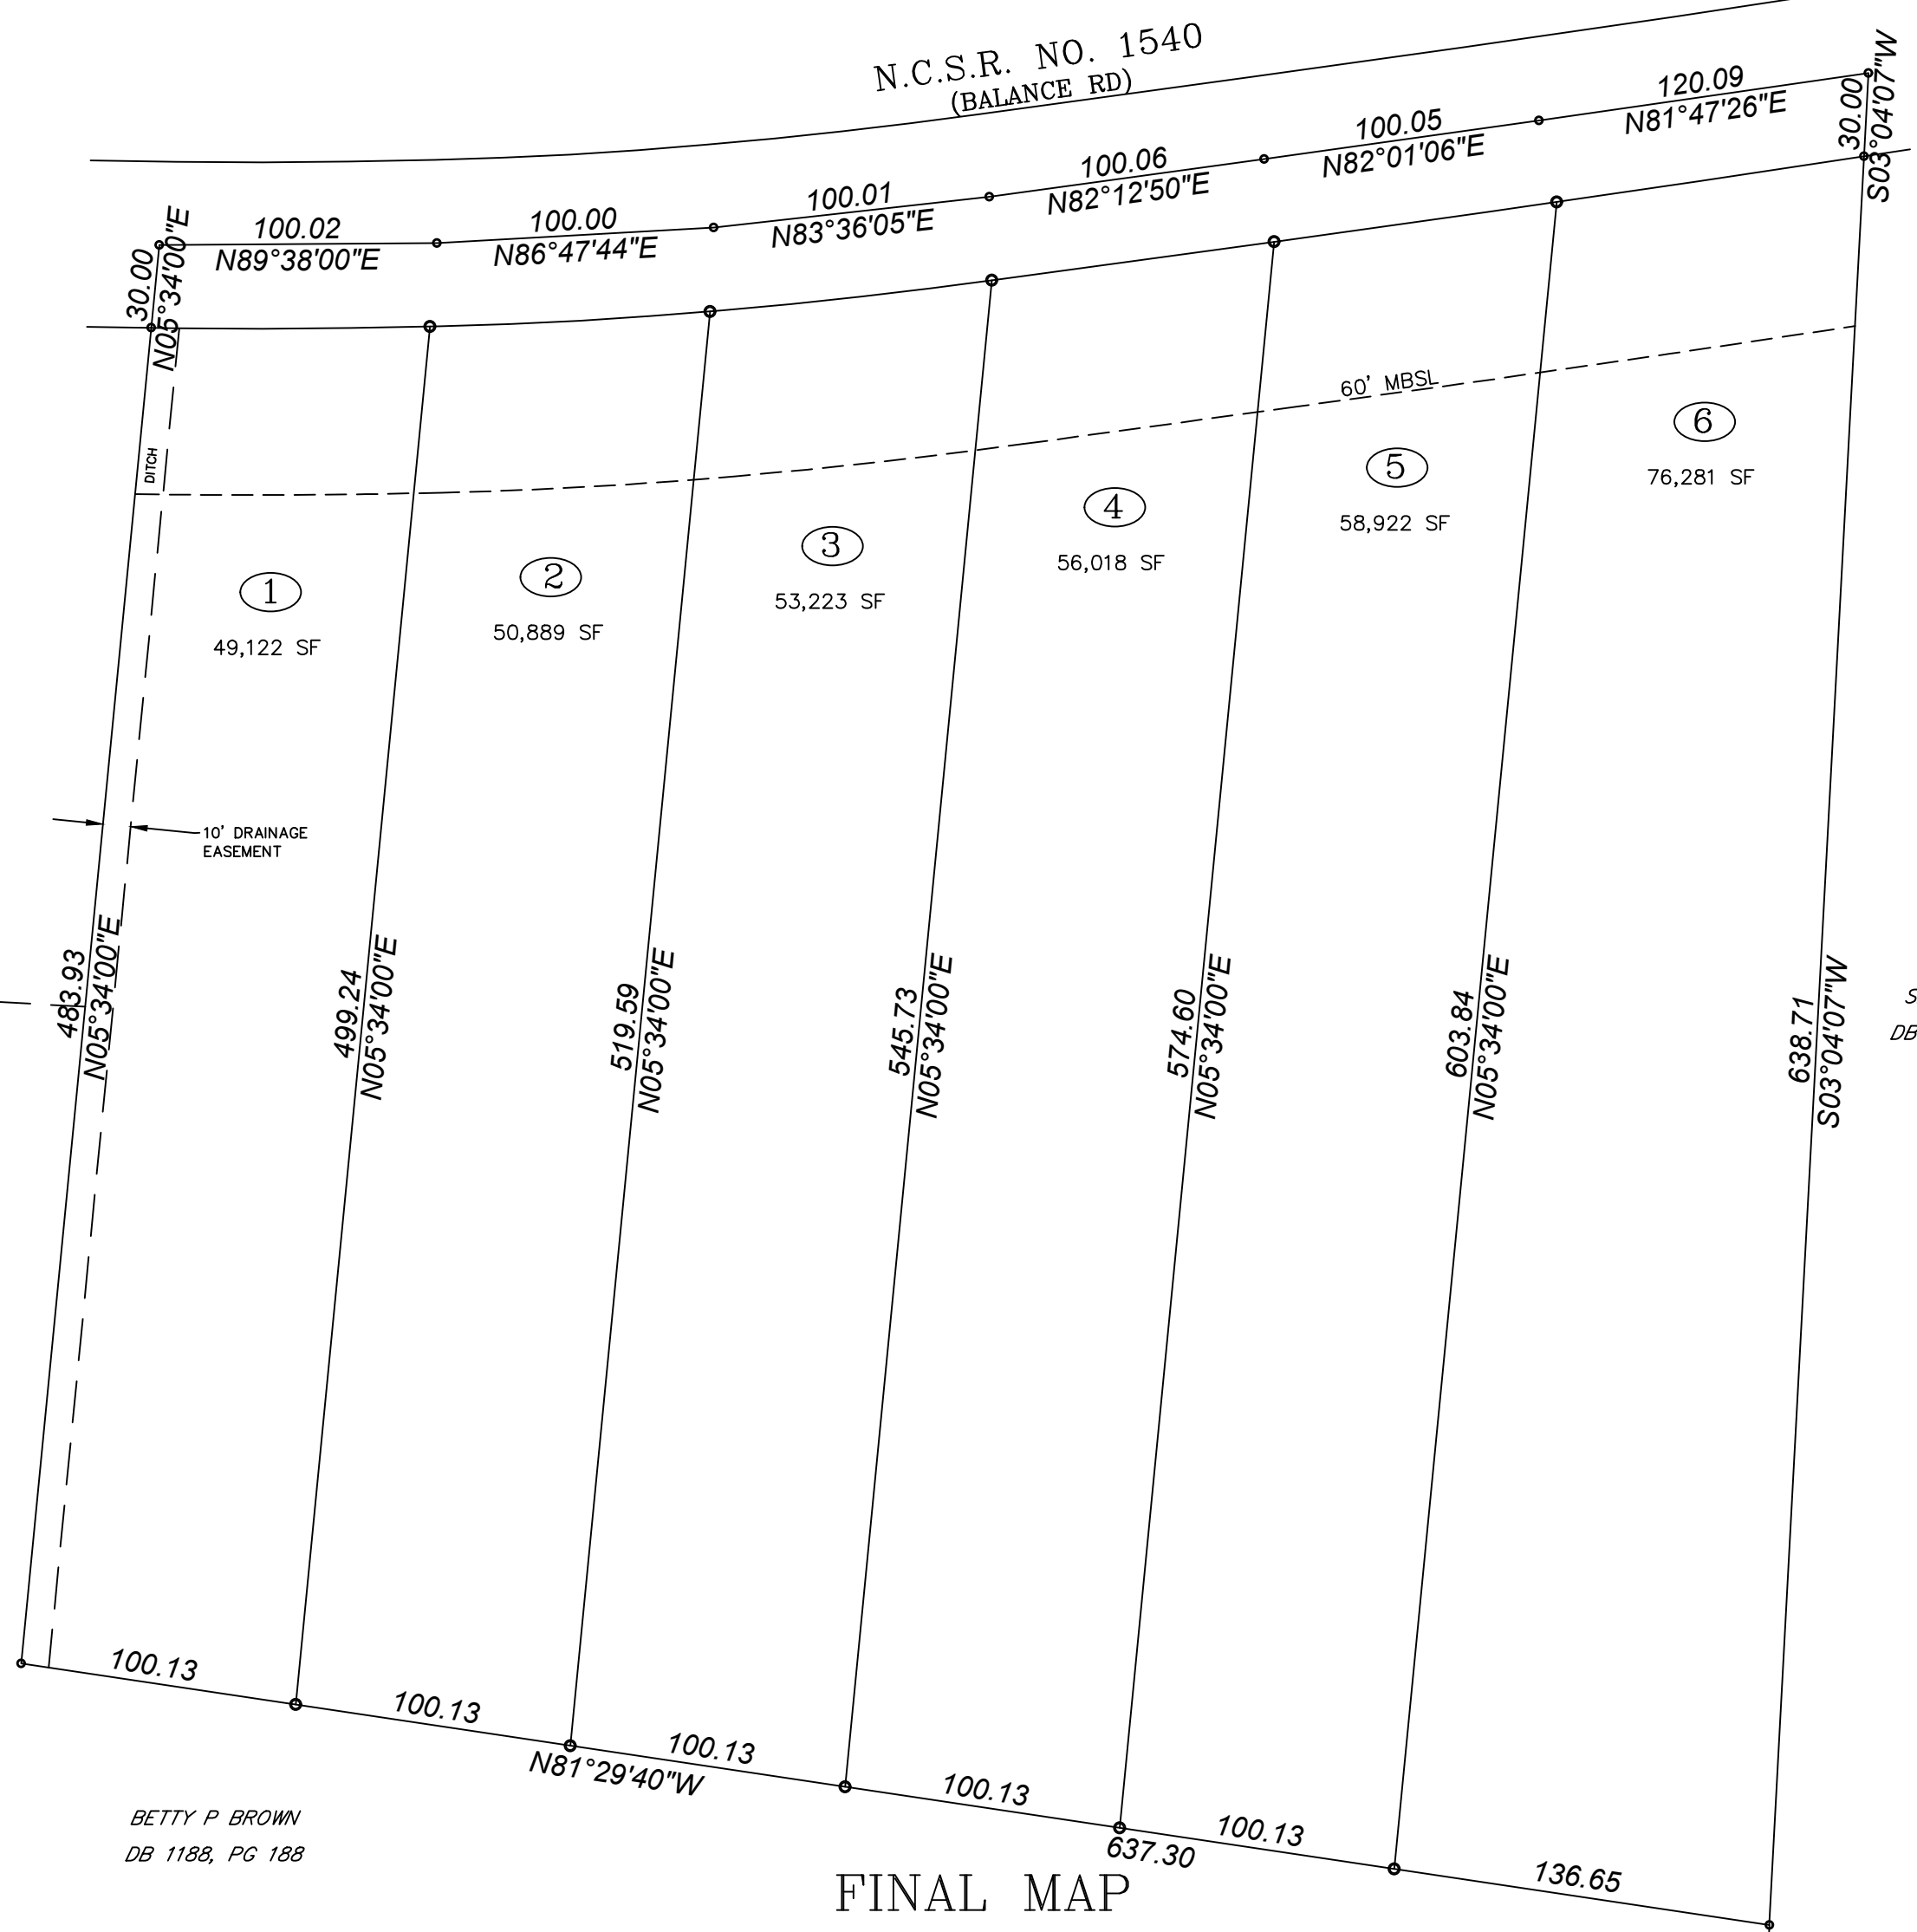 N.C.S.R. NO. 1540
(BALANCE RD)
120.09
N81°47'26"E
30.00
S03°04'07"W
100.05
N82°01'06"E
100.06
N82°12'50"E
100.01
N83°36'05"E
100.00
N86°47'44"E
100.02
N89°38'00"E
30.00
N05°34'00"E
60' MBSL
DITCH
6
76,281 SF
5
58,922 SF
4
56,018 SF
3
53,223 SF
2
50,889 SF
1
49,122 SF
10' DRAINAGE
EASEMENT
483.93
N05°34'00"E
499.24
N05°34'00"E
519.59
N05°34'00"E
545.73
N05°34'00"E
574.60
N05°34'00"E
603.84
N05°34'00"E
638.71
S03°04'07"W
S
DB
100.13
100.13
100.13
N81°29'40"W
100.13
100.13
637.30
136.65
BETTY P BROWN
DB 1188, PG 188
FINAL MAP